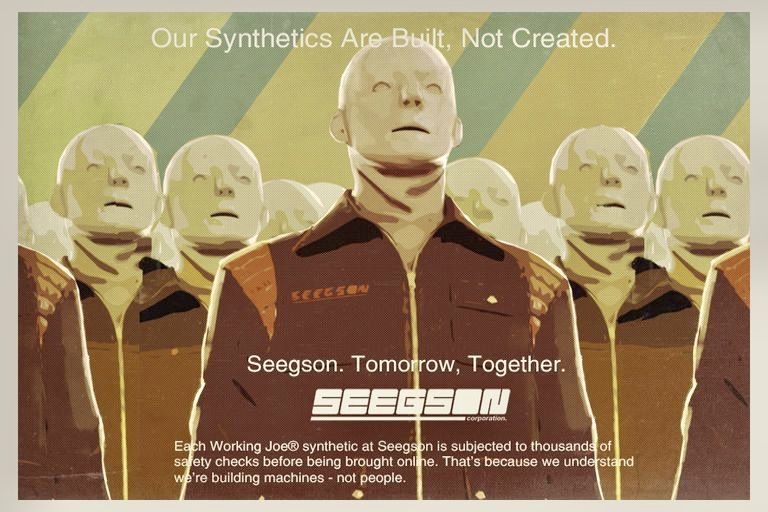 Our Synthetics Are Built, Not Created.
SEEGSON
Seegson. Tomorrow, Together.
SEEGSON
corporation.
Each Working Joe® synthetic at Seegson is subjected to thousands of
safety checks before being brought online. That's because we understand
we're building machines - not people.